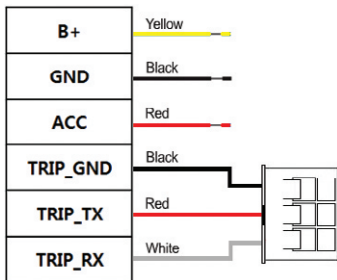 B+ Yellow
GND Black
ACC Red
TRIP_GND Black
TRIP_TX Red
TRIP_RX White